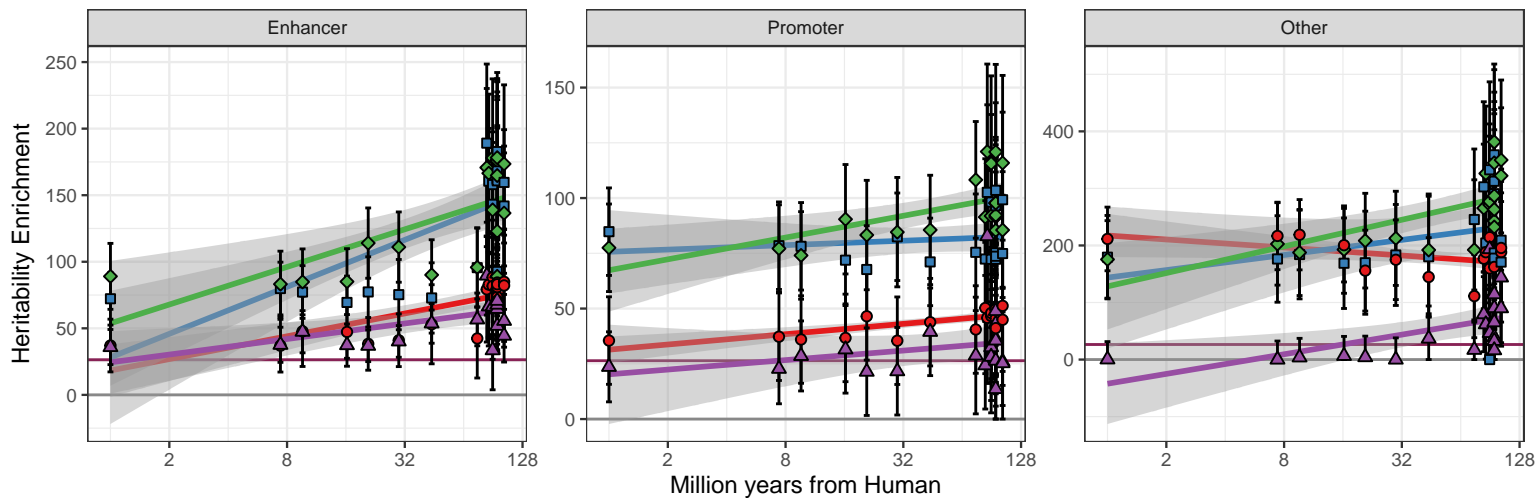 Enhancer
Promoter
Other
Heritability Enrichment
250
200
150
100
50
0
150
100
50
0
400
200
0
2 8 32 128
2 8 32 128
2 8 32 128
Million years from Human